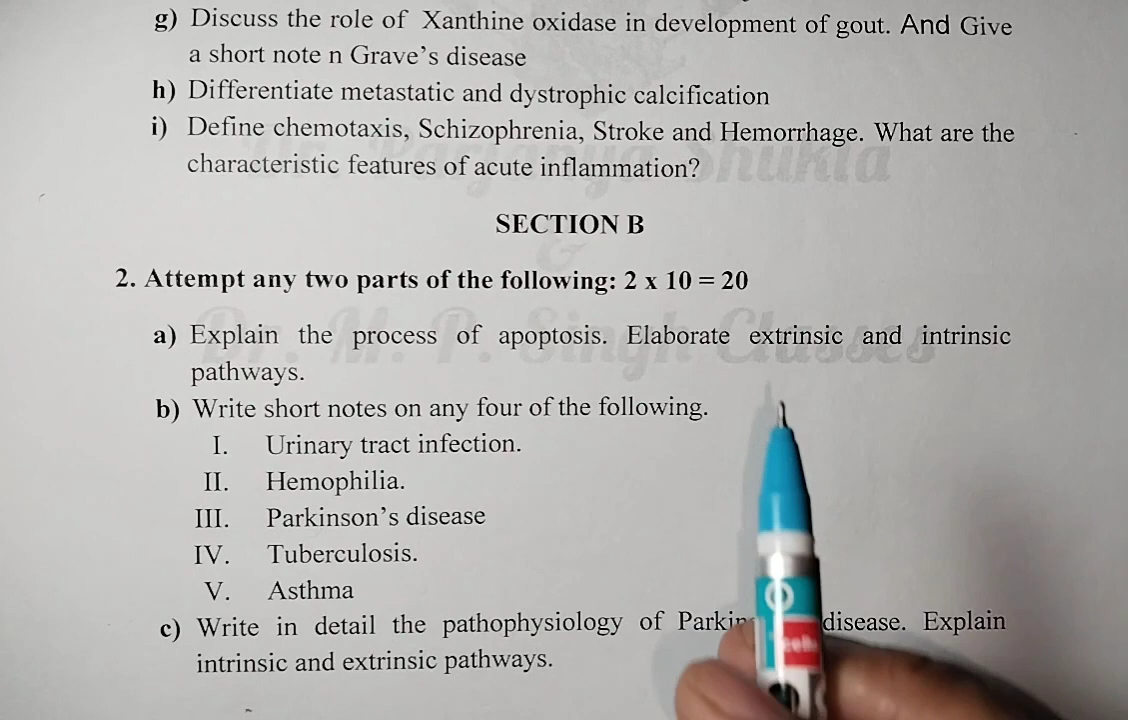 g) Discuss the role of Xanthine oxidase in development of gout. And Give
a short note n Grave's disease
h) Differentiate metastatic and dystrophic calcification
i) Define chemotaxis, Schizophrenia, Stroke and Hemorrhage. What are the
characteristic features of acute inflammation?
SECTION B
&
2. Attempt any two parts of the following: 2 x 10 = 20
a) Explain the process of apoptosis. Elaborate extrinsic and intrinsic
Dr. M. P. Singh Classes
pathways.
b) Write short notes on any four of the following.
I. Urinary tract infection.
II. Hemophilia.
III. Parkinson's disease
IV. Tuberculosis.
V. Asthma
c) Write in detail the pathophysiology of disease. Explain
intrinsic and extrinsic pathways.